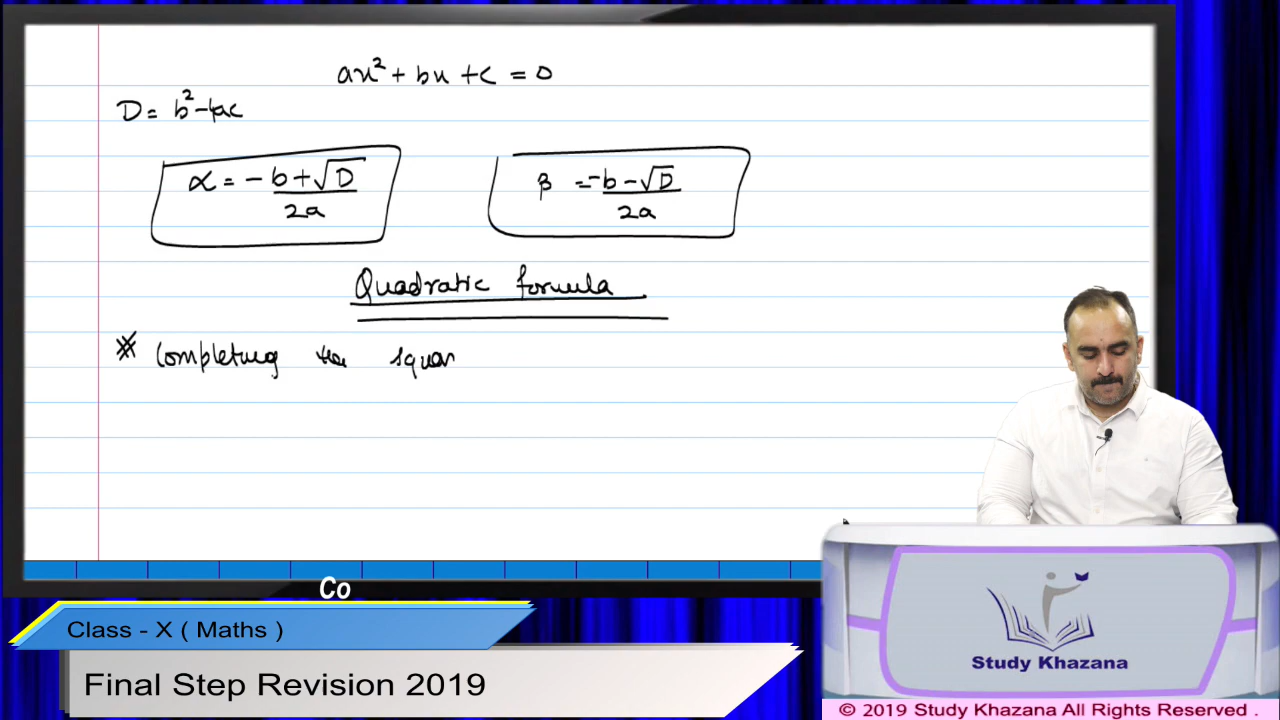 ax² + bx + c = 0
D = b² - 4ac
α = -b + √D / 2a
β = -b - √D / 2a
Quadratic formula
* Completing the squar
Co
Class - X ( Maths )
Final Step Revision 2019
Study Khazana
© 2019 Study Khazana All Rights Reserved .